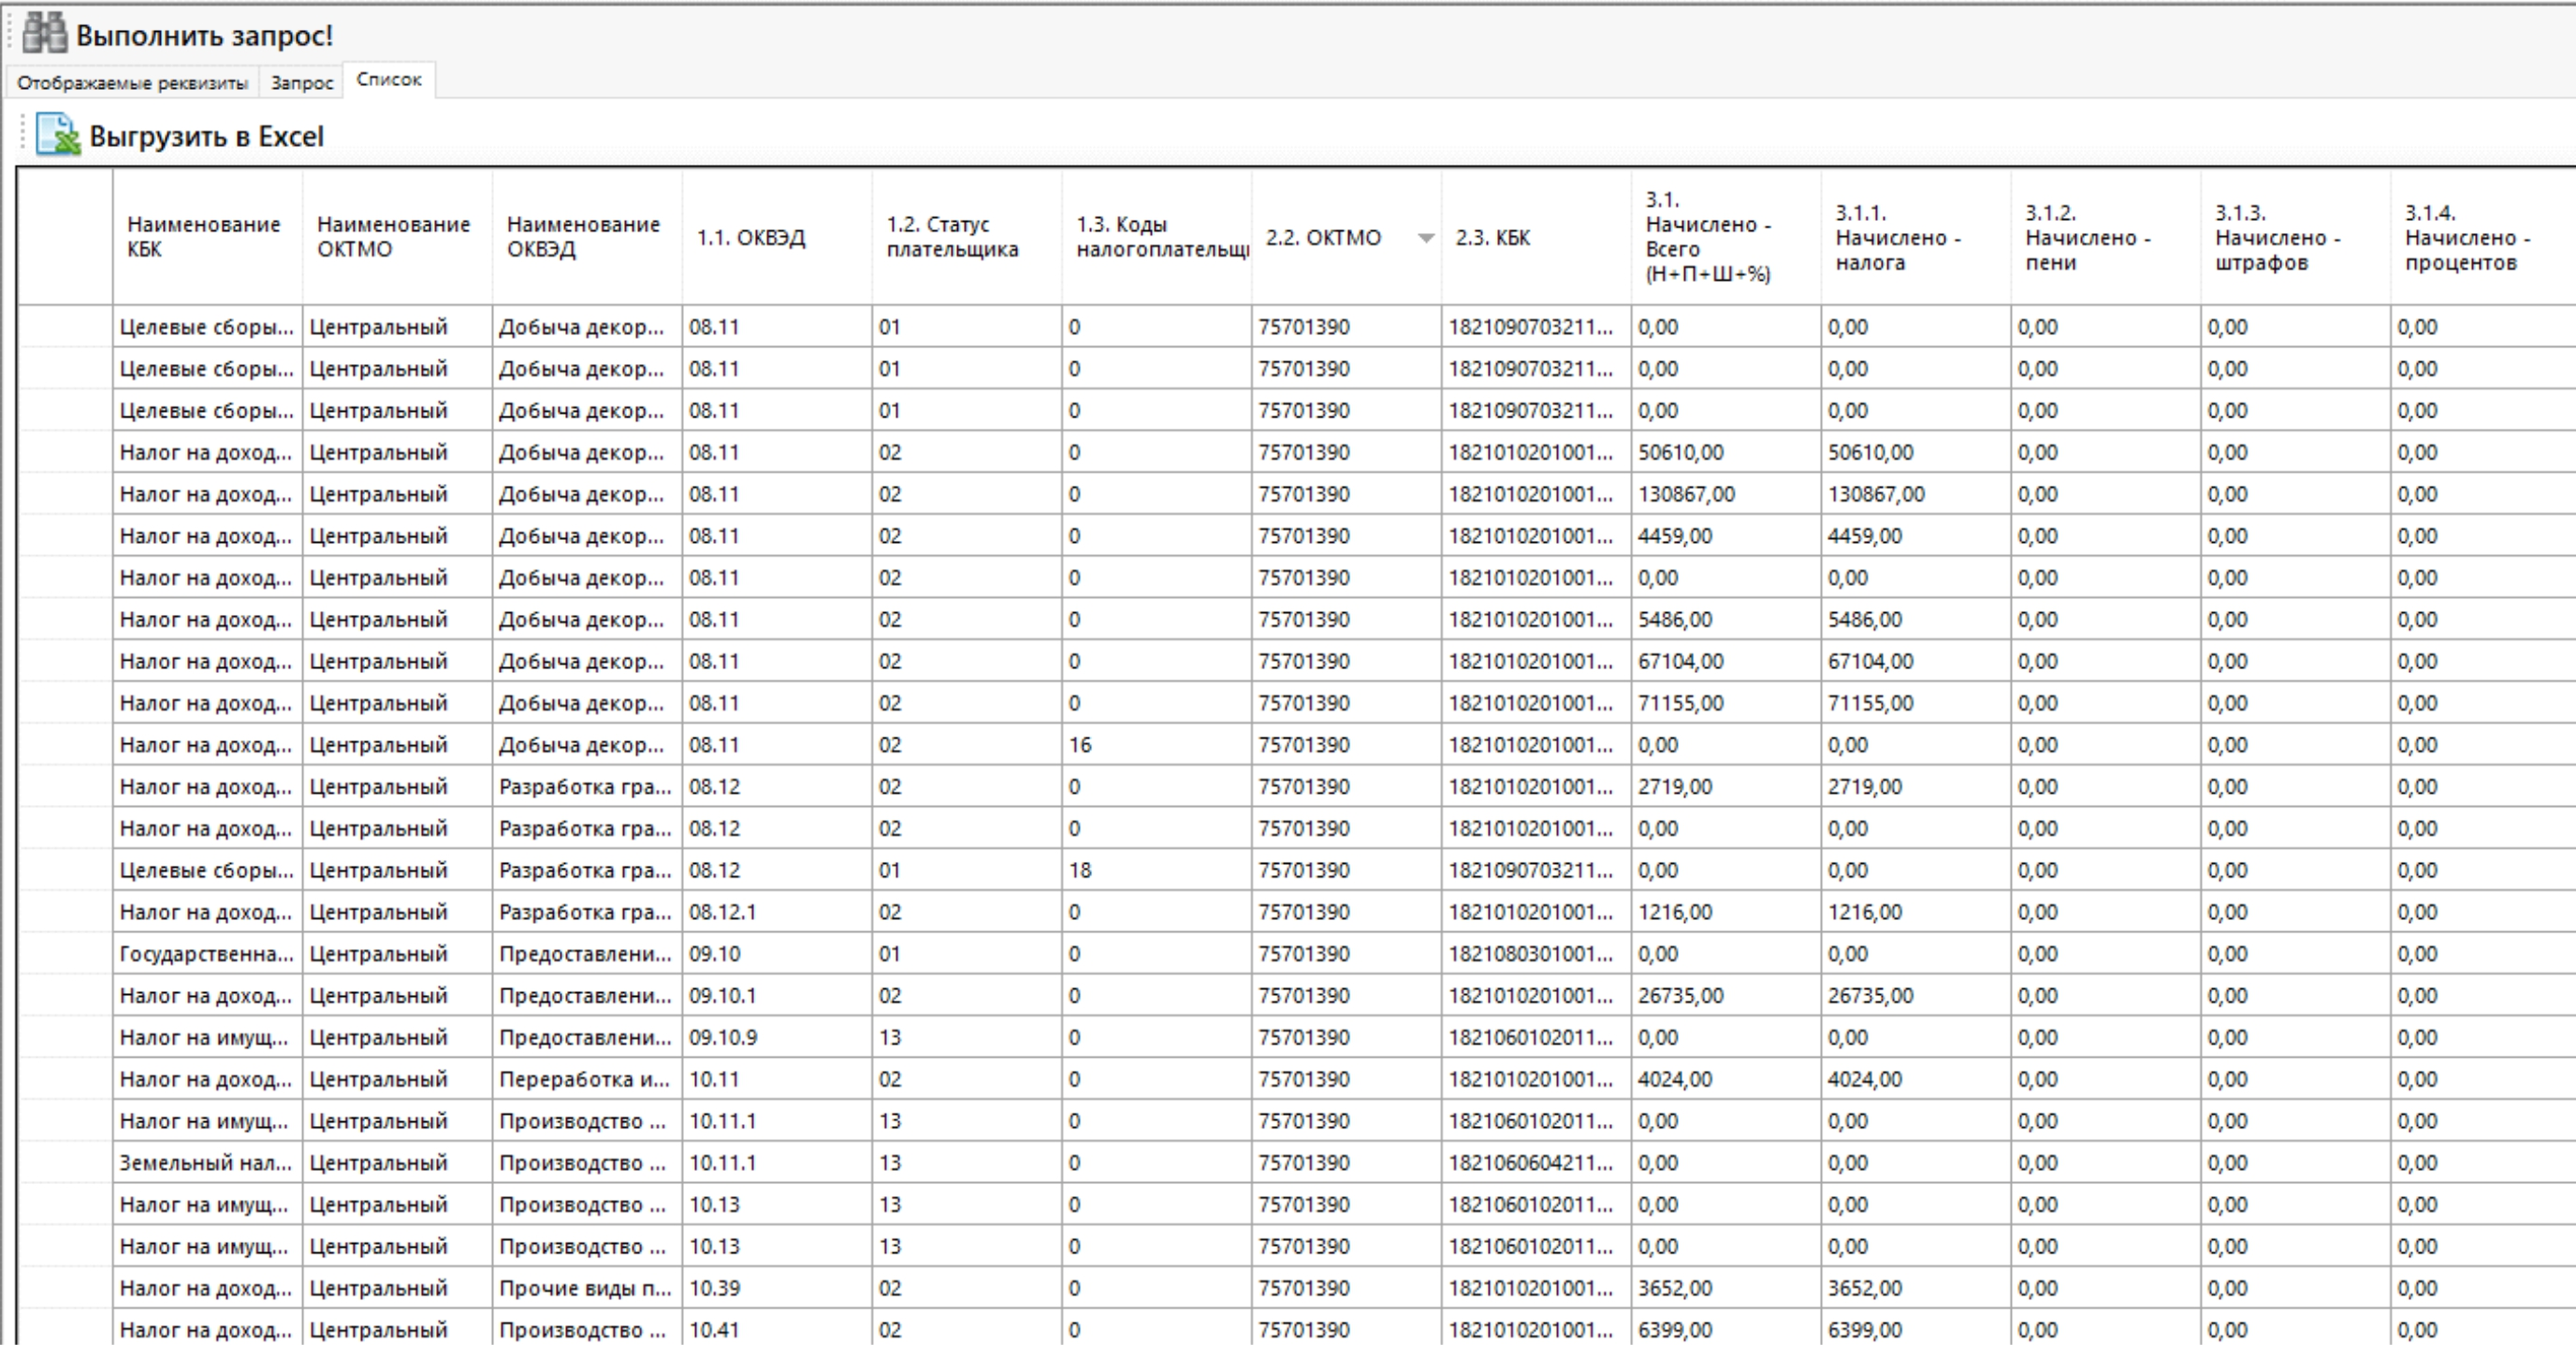 Выполнить запрос!
Отображаемые реквизиты Запрос Список
Выгрузить в Excel
Наименование КБК Наименование ОКТМО Наименование ОКВЭД 1.1. ОКВЭД 1.2. Статус плательщика 1.3. Коды налогоплательщ 2.2. ОКТМО 2.3. КБК 3.1. Начислено - Всего (Н+П+Ш+%) 3.1.1. Начислено - налога 3.1.2. Начислено - пени 3.1.3. Начислено - штрафов 3.1.4. Начислено - процентов
Целевые сборы... Центральный Добыча декор... 08.11 01 0 75701390 1821090703211... 0,00 0,00 0,00 0,00 0,00
Целевые сборы... Центральный Добыча декор... 08.11 01 0 75701390 1821090703211... 0,00 0,00 0,00 0,00 0,00
Целевые сборы... Центральный Добыча декор... 08.11 01 0 75701390 1821090703211... 0,00 0,00 0,00 0,00 0,00
Налог на доход... Центральный Добыча декор... 08.11 02 0 75701390 1821010201001... 50610,00 50610,00 0,00 0,00 0,00
Налог на доход... Центральный Добыча декор... 08.11 02 0 75701390 1821010201001... 130867,00 130867,00 0,00 0,00 0,00
Налог на доход... Центральный Добыча декор... 08.11 02 0 75701390 1821010201001... 4459,00 4459,00 0,00 0,00 0,00
Налог на доход... Центральный Добыча декор... 08.11 02 0 75701390 1821010201001... 0,00 0,00 0,00 0,00 0,00
Налог на доход... Центральный Добыча декор... 08.11 02 0 75701390 1821010201001... 5486,00 5486,00 0,00 0,00 0,00
Налог на доход... Центральный Добыча декор... 08.11 02 0 75701390 1821010201001... 67104,00 67104,00 0,00 0,00 0,00
Налог на доход... Центральный Добыча декор... 08.11 02 0 75701390 1821010201001... 71155,00 71155,00 0,00 0,00 0,00
Налог на доход... Центральный Добыча декор... 08.11 02 16 75701390 1821010201001... 0,00 0,00 0,00 0,00 0,00
Налог на доход... Центральный Разработка гра... 08.12 02 0 75701390 1821010201001... 2719,00 2719,00 0,00 0,00 0,00
Налог на доход... Центральный Разработка гра... 08.12 02 0 75701390 1821010201001... 0,00 0,00 0,00 0,00 0,00
Целевые сборы... Центральный Разработка гра... 08.12 01 18 75701390 1821090703211... 0,00 0,00 0,00 0,00 0,00
Налог на доход... Центральный Разработка гра... 08.12.1 02 0 75701390 1821010201001... 1216,00 1216,00 0,00 0,00 0,00
Государственна... Центральный Предоставлени... 09.10 01 0 75701390 1821080301001... 0,00 0,00 0,00 0,00 0,00
Налог на доход... Центральный Предоставлени... 09.10.1 02 0 75701390 1821010201001... 26735,00 26735,00 0,00 0,00 0,00
Налог на имущ... Центральный Предоставлени... 09.10.9 13 0 75701390 1821060102011... 0,00 0,00 0,00 0,00 0,00
Налог на доход... Центральный Переработка и... 10.11 02 0 75701390 1821010201001... 4024,00 4024,00 0,00 0,00 0,00
Налог на имущ... Центральный Производство ... 10.11.1 13 0 75701390 1821060102011... 0,00 0,00 0,00 0,00 0,00
Земельный нал... Центральный Производство ... 10.11.1 13 0 75701390 1821060604211... 0,00 0,00 0,00 0,00 0,00
Налог на имущ... Центральный Производство ... 10.13 13 0 75701390 1821060102011... 0,00 0,00 0,00 0,00 0,00
Налог на имущ... Центральный Производство ... 10.13 13 0 75701390 1821060102011... 0,00 0,00 0,00 0,00 0,00
Налог на доход... Центральный Прочие виды п... 10.39 02 0 75701390 1821010201001... 3652,00 3652,00 0,00 0,00 0,00
Налог на доход... Центральный Производство ... 10.41 02 0 75701390 1821010201001... 6399,00 6399,00 0,00 0,00 0,00